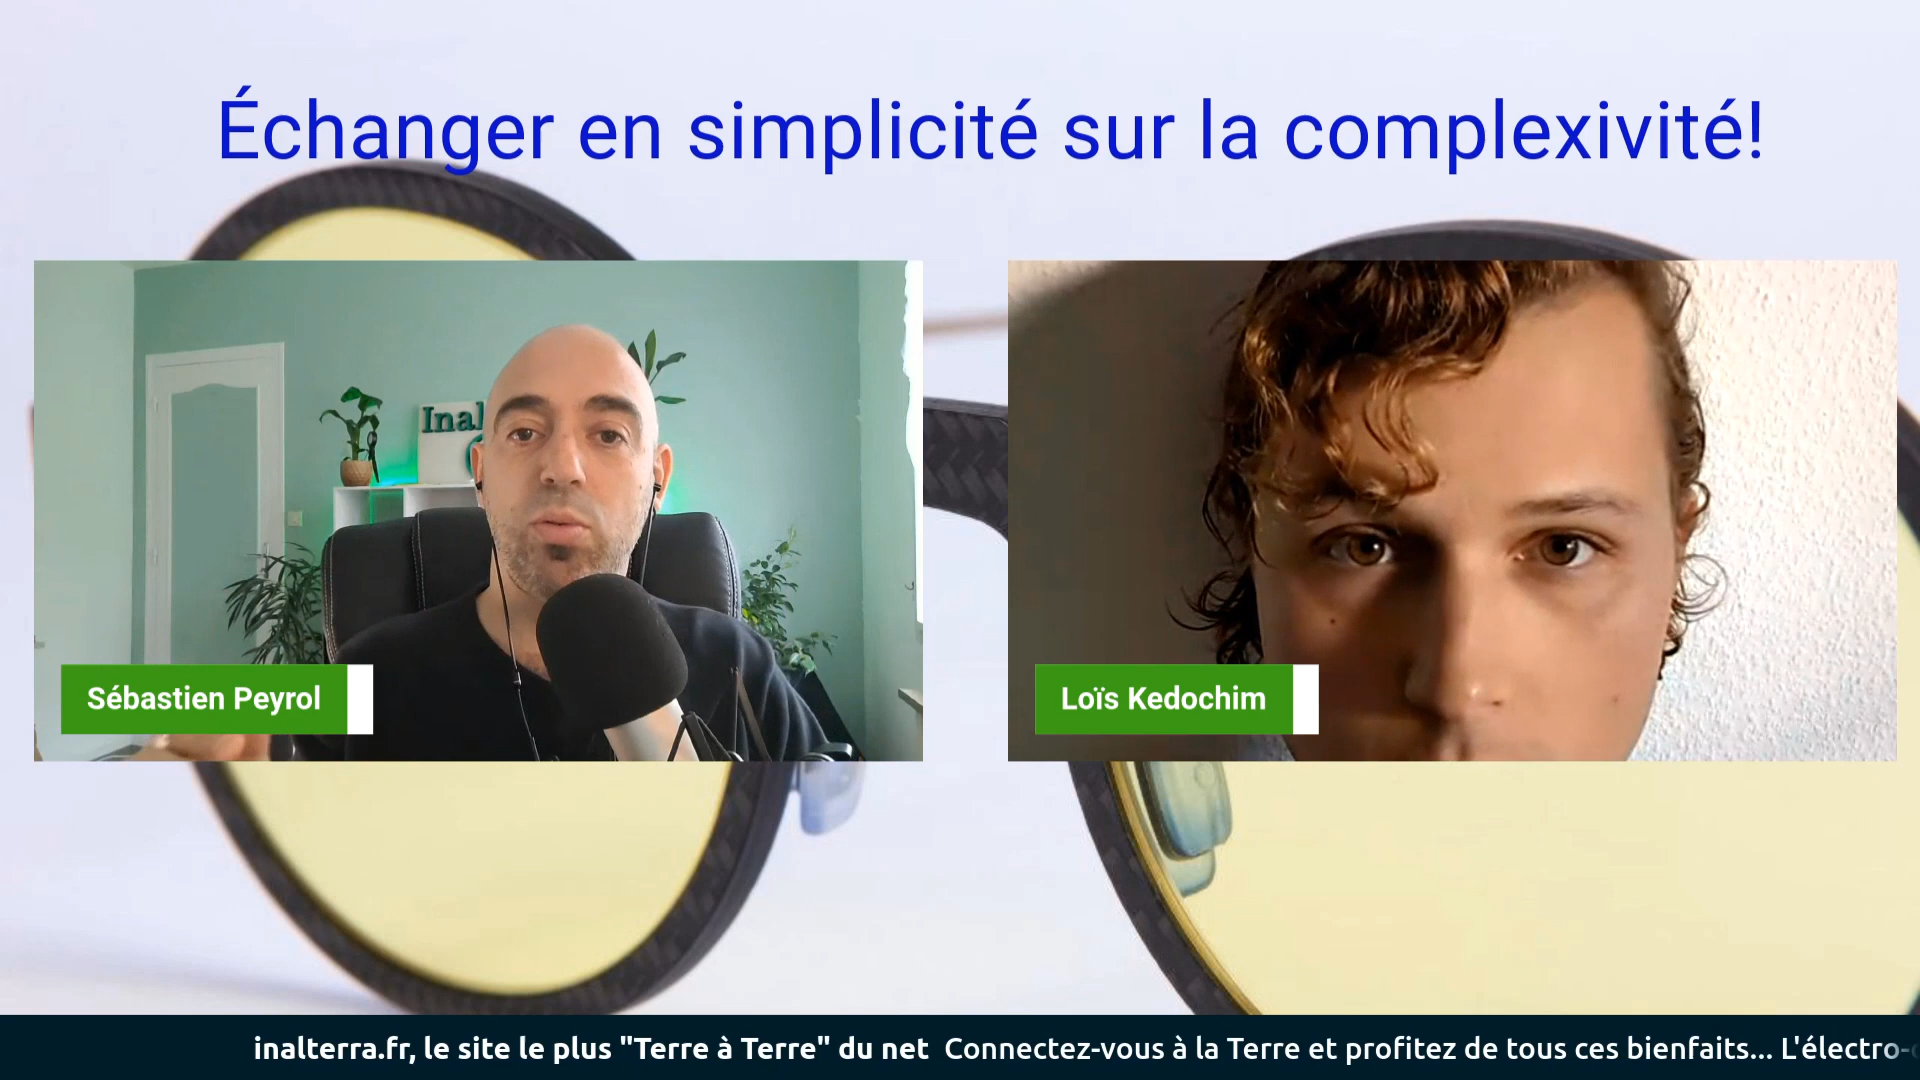 Échanger en simplicité sur la complexivité!
Inal
Sébastien Peyrol
Loïs Kedochim
inalterra.fr, le site le plus "Terre à Terre" du net Connectez-vous à la Terre et profitez de tous ces bienfaits... L'électro-